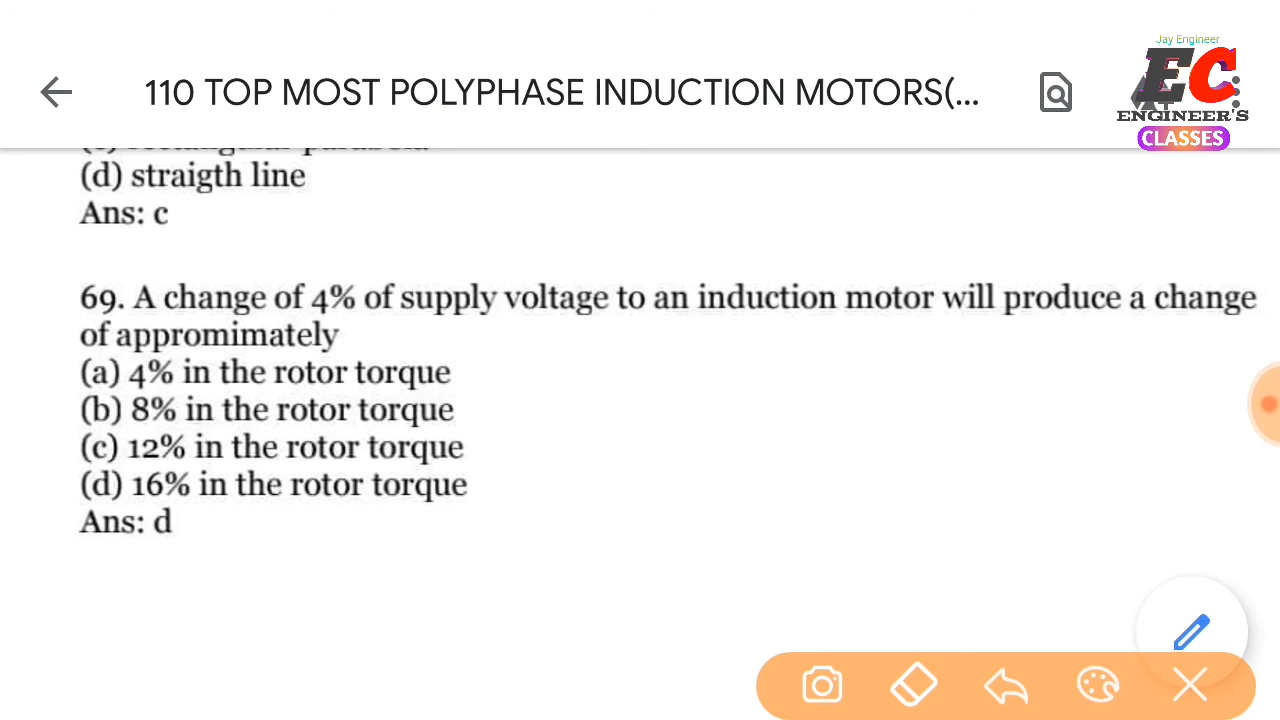 Jay Engineer
EC
ENGINEER'S
CLASSES
110 TOP MOST POLYPHASE INDUCTION MOTORS(...
(d) straigth line
Ans: c
69. A change of 4% of supply voltage to an induction motor will produce a change
of appromimately
(a) 4% in the rotor torque
(b) 8% in the rotor torque
(c) 12% in the rotor torque
(d) 16% in the rotor torque
Ans: d